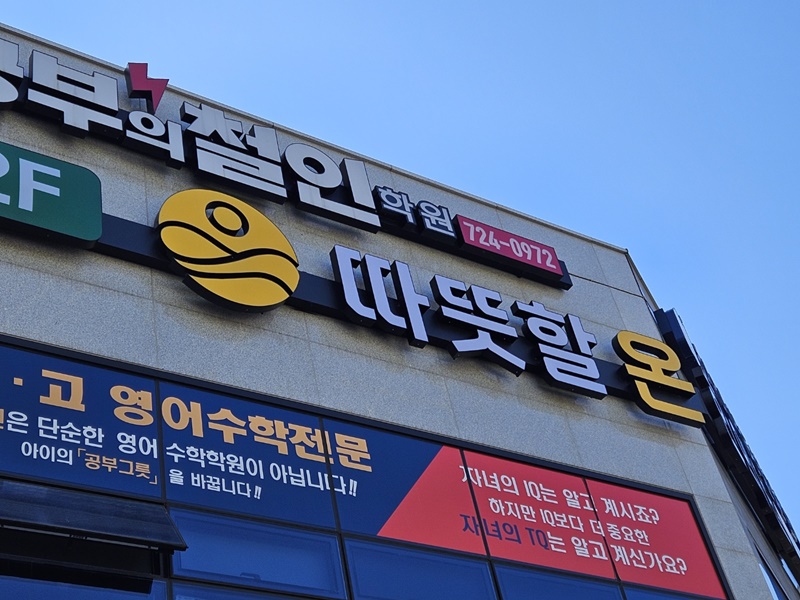 부의철인학원 724-0972
2F 따뜻할 온
· 고 영어수학전문
은 단순한 영어 수학학원이 아닙니다!!
아이의 「공부그릇」을 바꿉니다!!
자녀의 IQ는 알고 계시죠?
하지만 IQ보다 더 중요한
자녀의 TQ는 알고 계신가요?